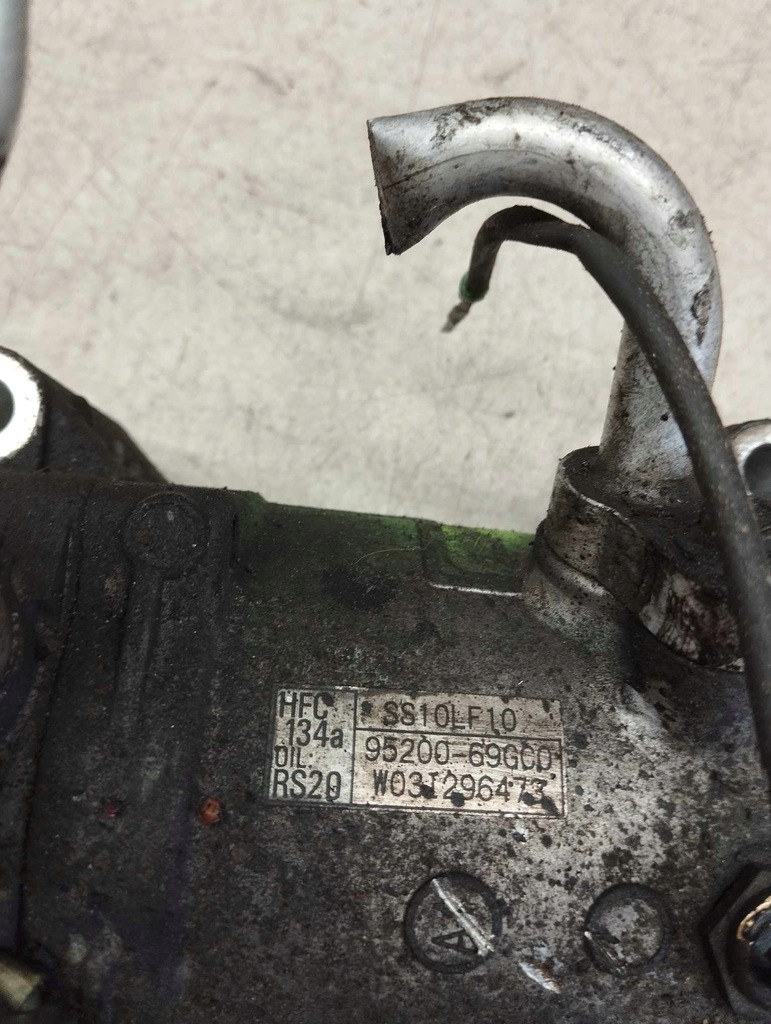 HFC
134a
OIL
RS20
SS10LF10
95200-69GC0
W03I296473
A